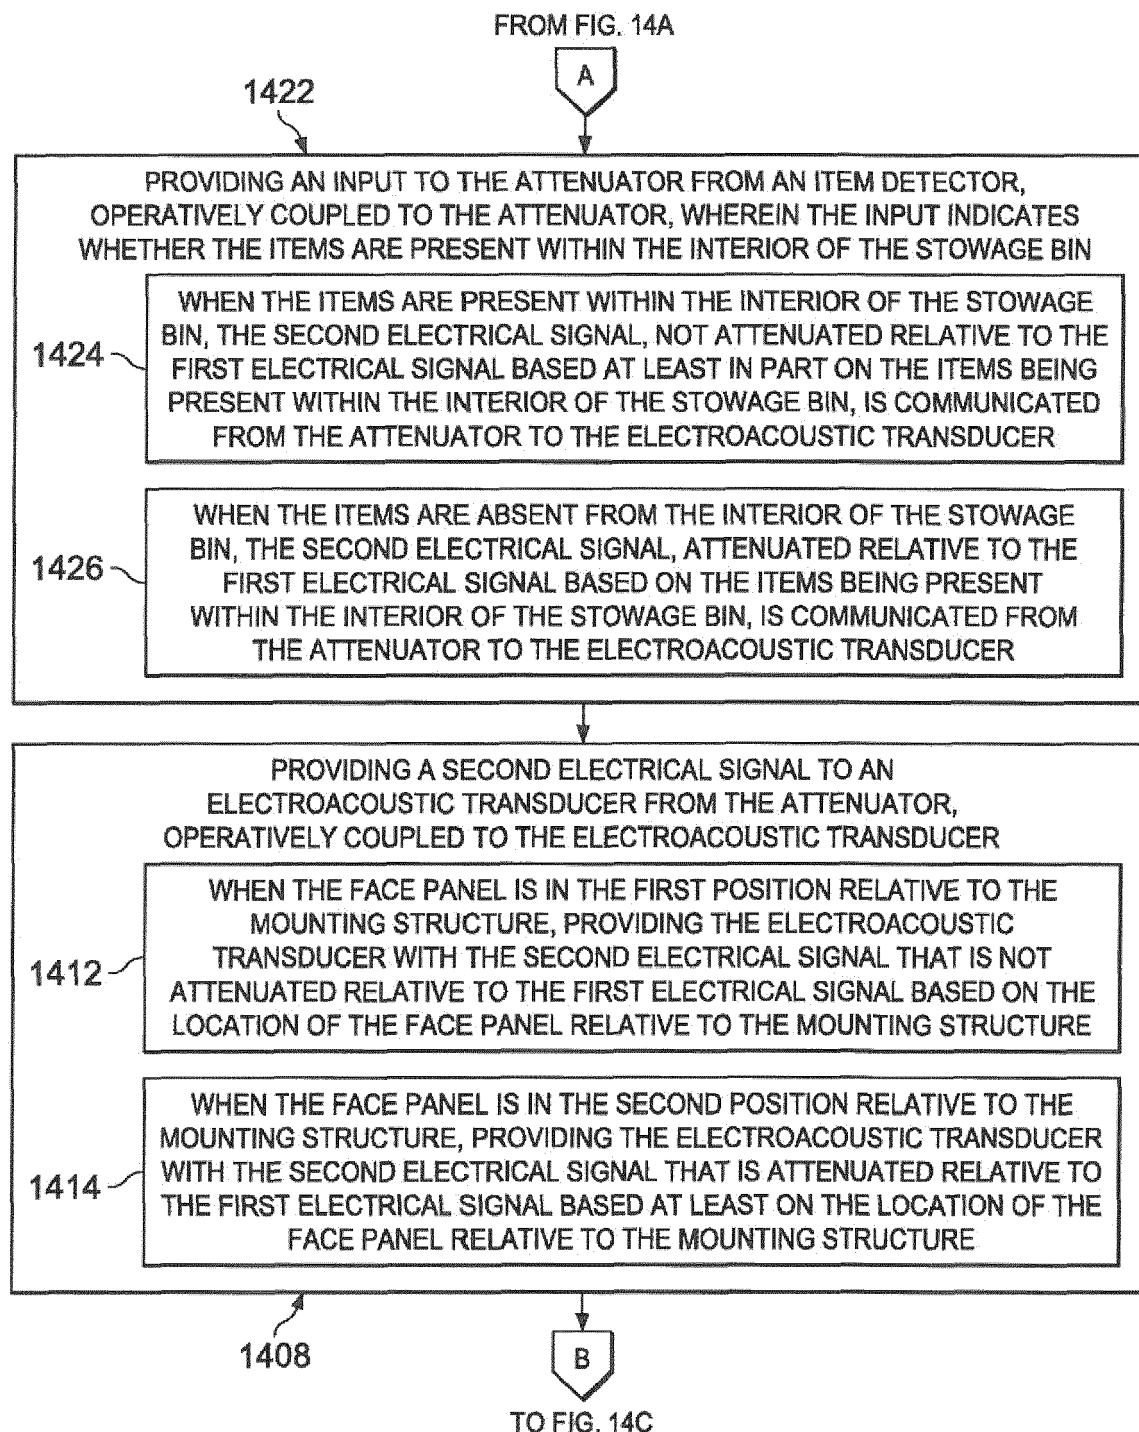 FROM FIG. 14A
A
1422
PROVIDING AN INPUT TO THE ATTENUATOR FROM AN ITEM DETECTOR,
OPERATIVELY COUPLED TO THE ATTENUATOR, WHEREIN THE INPUT INDICATES
WHETHER THE ITEMS ARE PRESENT WITHIN THE INTERIOR OF THE STOWAGE BIN
1424
WHEN THE ITEMS ARE PRESENT WITHIN THE INTERIOR OF THE STOWAGE
BIN, THE SECOND ELECTRICAL SIGNAL, NOT ATTENUATED RELATIVE TO THE
FIRST ELECTRICAL SIGNAL BASED AT LEAST IN PART ON THE ITEMS BEING
PRESENT WITHIN THE INTERIOR OF THE STOWAGE BIN, IS COMMUNICATED
FROM THE ATTENUATOR TO THE ELECTROACOUSTIC TRANSDUCER
1426
WHEN THE ITEMS ARE ABSENT FROM THE INTERIOR OF THE STOWAGE
BIN, THE SECOND ELECTRICAL SIGNAL, ATTENUATED RELATIVE TO THE
FIRST ELECTRICAL SIGNAL BASED ON THE ITEMS BEING PRESENT
WITHIN THE INTERIOR OF THE STOWAGE BIN, IS COMMUNICATED FROM
THE ATTENUATOR TO THE ELECTROACOUSTIC TRANSDUCER
PROVIDING A SECOND ELECTRICAL SIGNAL TO AN
ELECTROACOUSTIC TRANSDUCER FROM THE ATTENUATOR,
OPERATIVELY COUPLED TO THE ELECTROACOUSTIC TRANSDUCER
1412
WHEN THE FACE PANEL IS IN THE FIRST POSITION RELATIVE TO THE
MOUNTING STRUCTURE, PROVIDING THE ELECTROACOUSTIC
TRANSDUCER WITH THE SECOND ELECTRICAL SIGNAL THAT IS NOT
ATTENUATED RELATIVE TO THE FIRST ELECTRICAL SIGNAL BASED ON THE
LOCATION OF THE FACE PANEL RELATIVE TO THE MOUNTING STRUCTURE
1414
WHEN THE FACE PANEL IS IN THE SECOND POSITION RELATIVE TO THE
MOUNTING STRUCTURE, PROVIDING THE ELECTROACOUSTIC TRANSDUCER
WITH THE SECOND ELECTRICAL SIGNAL THAT IS ATTENUATED RELATIVE TO
THE FIRST ELECTRICAL SIGNAL BASED AT LEAST ON THE LOCATION OF THE
FACE PANEL RELATIVE TO THE MOUNTING STRUCTURE
1408
B
TO FIG. 14C